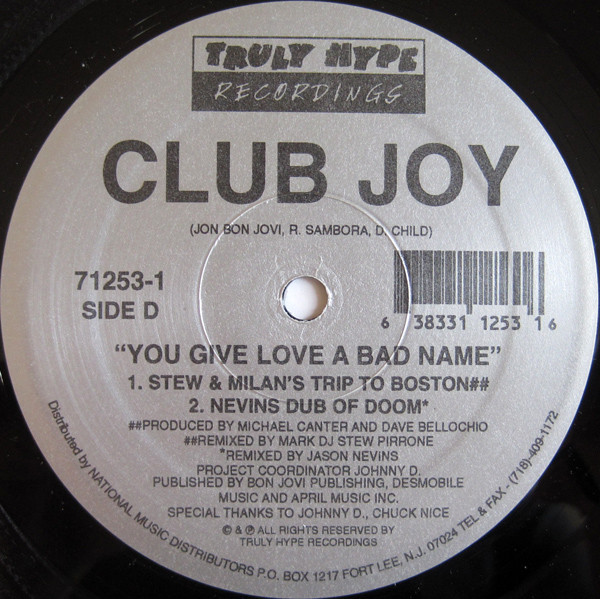 TRULY HYPE
RECORDINGS
CLUB JOY
(JON BON JOVI, R. SAMBORA, D. CHILD)
71253-1
SIDE D
6 38331 1253 1 6
"YOU GIVE LOVE A BAD NAME"
1. STEW & MILAN'S TRIP TO BOSTON##
2. NEVINS DUB OF DOOM*
##PRODUCED BY MICHAEL CANTER AND DAVE BELLOCHIO
##REMIXED BY MARK DJ STEW PIRRONE
*REMIXED BY JASON NEVINS
PROJECT COORDINATOR JOHNNY D.
PUBLISHED BY BON JOVI PUBLISHING, DESMOBILE
MUSIC AND APRIL MUSIC INC.
SPECIAL THANKS TO JOHNNY D., CHUCK NICE
© & ℗ ALL RIGHTS RESERVED BY
TRULY HYPE RECORDINGS
Distributed by NATIONAL MUSIC DISTRIBUTORS P.O. BOX 1217 FORT LEE, N.J. 07024 TEL & FAX - (718)-409-1172